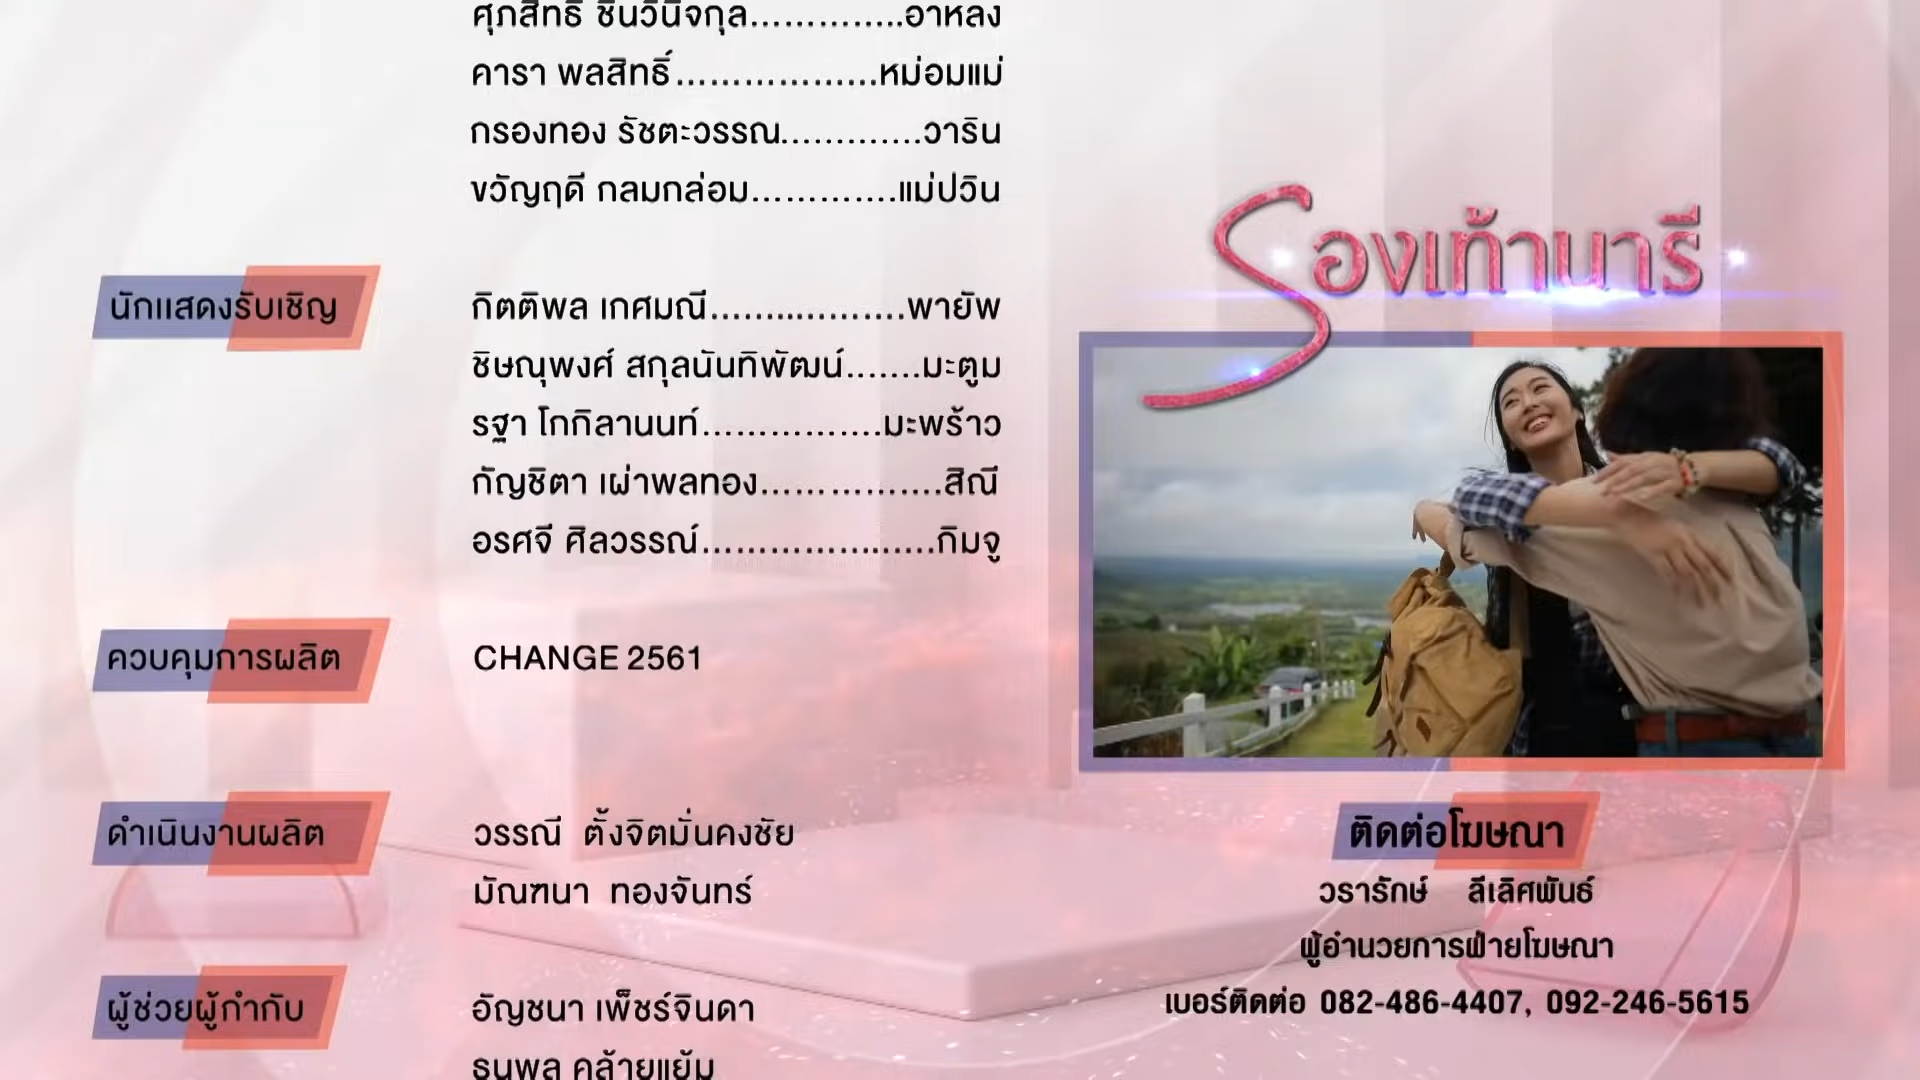 ศุภสิทธิ์ ชินวินิจกุล..............อาหลง
คารา พลสิทธิ์..................หม่อมแม่
กรองทอง รัชตะวรรณ.............วาริน
ขวัญฤดี กลมกล่อม.............แม่ปวิน
นักแสดงรับเชิญ
กิตติพล เกศมณี..................พายัพ
ชิษณุพงศ์ สกุลนันทิพัฒน์.......มะตูม
รฐา โกกิลานนท์................มะพร้าว
กัญชิตา เผ่าพลทอง................สิณี
อรศจี ศิลวรรณ์.....................กิมจู
ควบคุมการผลิต
CHANGE 2561
ดำเนินงานผลิต
วรรณี ตั้งจิตมั่นคงชัย
มัณฑนา ทองจันทร์
ผู้ช่วยผู้กำกับ
อัญชนา เพ็ชร์จินดา
ธนพล คล้ายแย้ม
รองเท้านารี
ติดต่อโฆษณา
วรารักษ์ ลีเลิศพันธ์
ผู้อำนวยการฝ่ายโฆษณา
เบอร์ติดต่อ 082-486-4407, 092-246-5615